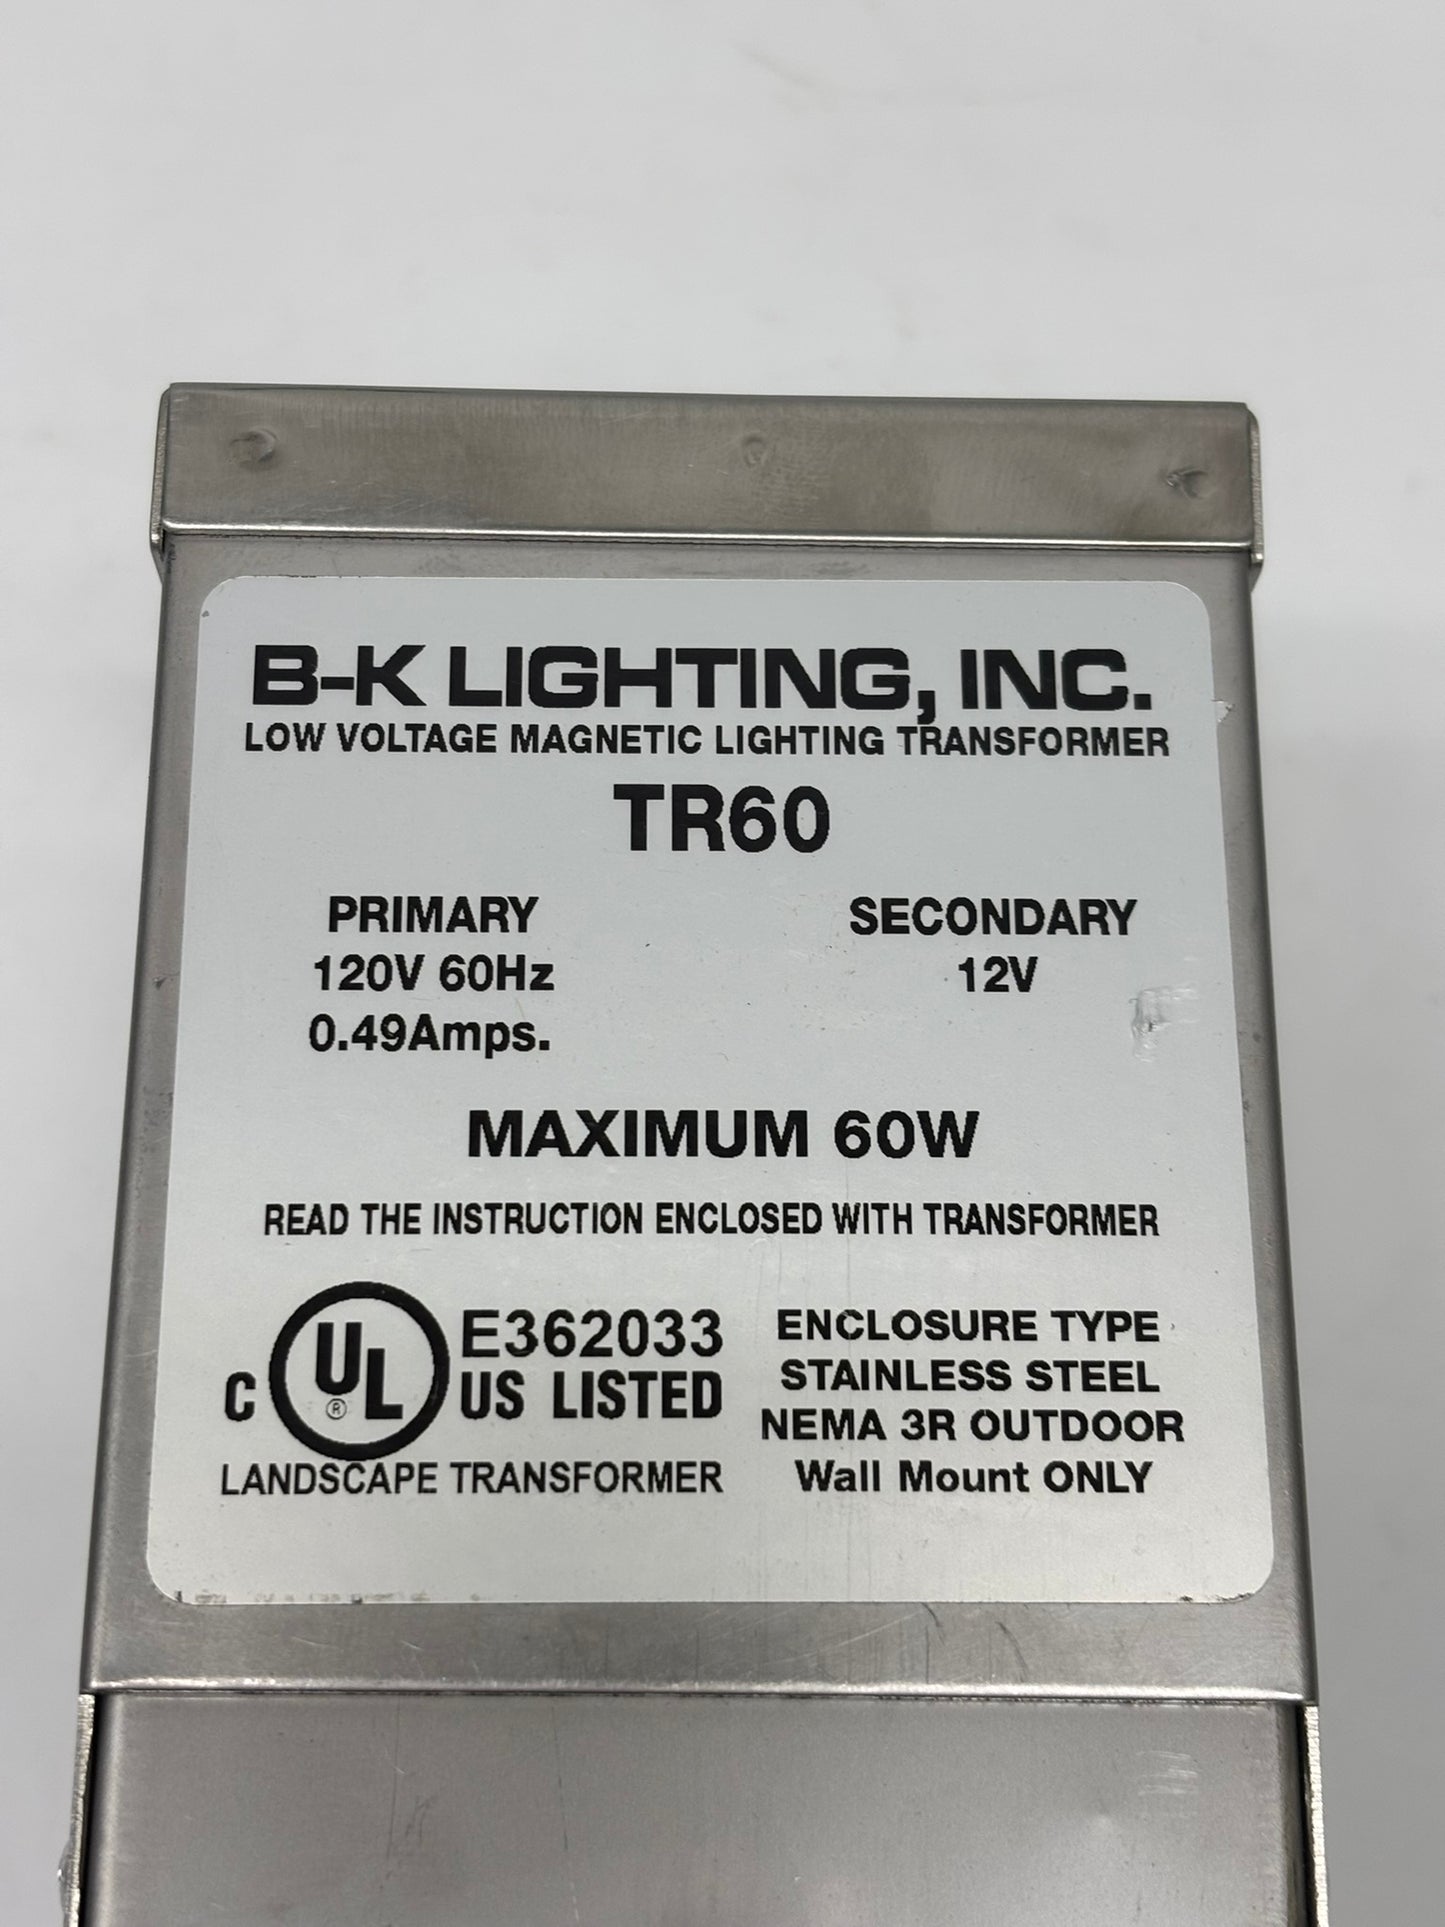 B-K LIGHTING, INC.
LOW VOLTAGE MAGNETIC LIGHTING TRANSFORMER
TR60
PRIMARY
120V 60Hz
0.49Amps.
SECONDARY
12V
MAXIMUM 60W
READ THE INSTRUCTION ENCLOSED WITH TRANSFORMER
C UL ® E362033
US LISTED
LANDSCAPE TRANSFORMER
ENCLOSURE TYPE
STAINLESS STEEL
NEMA 3R OUTDOOR
Wall Mount ONLY